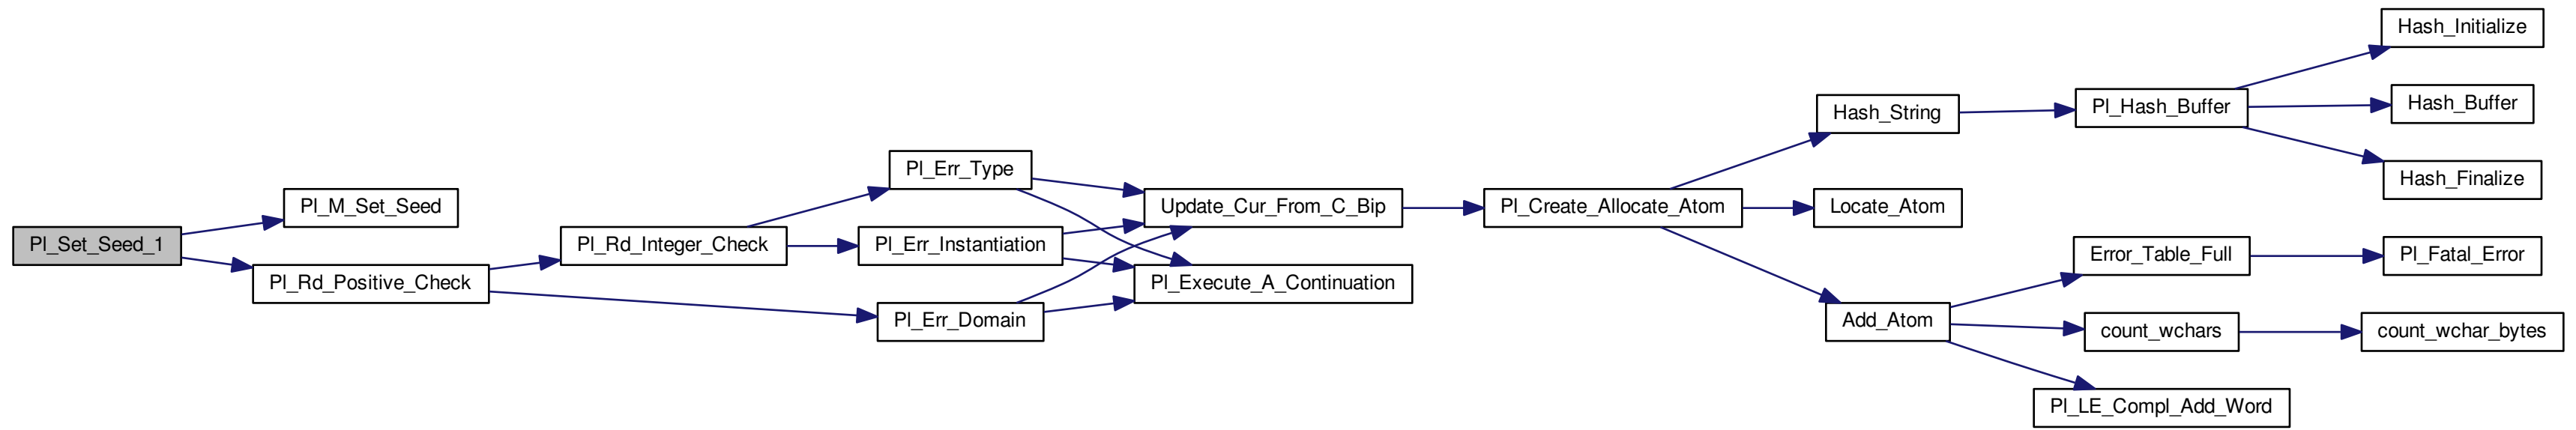 Pl_Set_Seed_1
Pl_M_Set_Seed
Pl_Rd_Positive_Check
Pl_Rd_Integer_Check
Pl_Err_Type
Pl_Err_Instantiation
Pl_Err_Domain
Update_Cur_From_C_Bip
Pl_Execute_A_Continuation
Pl_Create_Allocate_Atom
Hash_String
Locate_Atom
Add_Atom
Pl_Hash_Buffer
Error_Table_Full
count_wchars
Pl_LE_Compl_Add_Word
Hash_Initialize
Hash_Buffer
Hash_Finalize
Pl_Fatal_Error
count_wchar_bytes